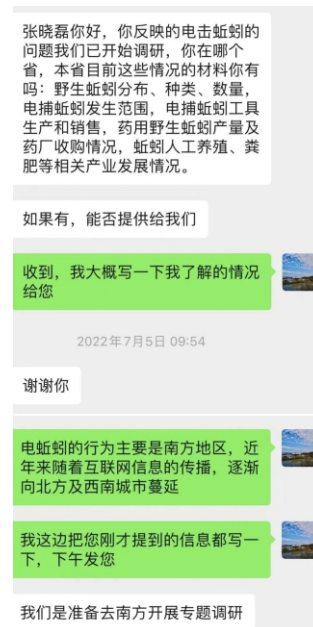 张晓磊你好，你反映的电击蚯蚓的
问题我们已开始调研，你在哪个
省，本省目前这些情况的材料你有
吗：野生蚯蚓分布、种类、数量，
电捕蚯蚓发生范围，电捕蚯蚓工具
生产和销售，药用野生蚯蚓产量及
药厂收购情况，蚯蚓人工养殖、粪
肥等相关产业发展情况。
如果有，能否提供给我们
收到，我大概写一下我了解的情况
给您
2022年7月5日 09:54
谢谢你
电蚯蚓的行为主要是南方地区，近
年来随着互联网信息的传播，逐渐
向北方及西南城市蔓延
我这边把您刚才提到的信息都写一
下，下午发您
我们是准备去南方开展专题调研